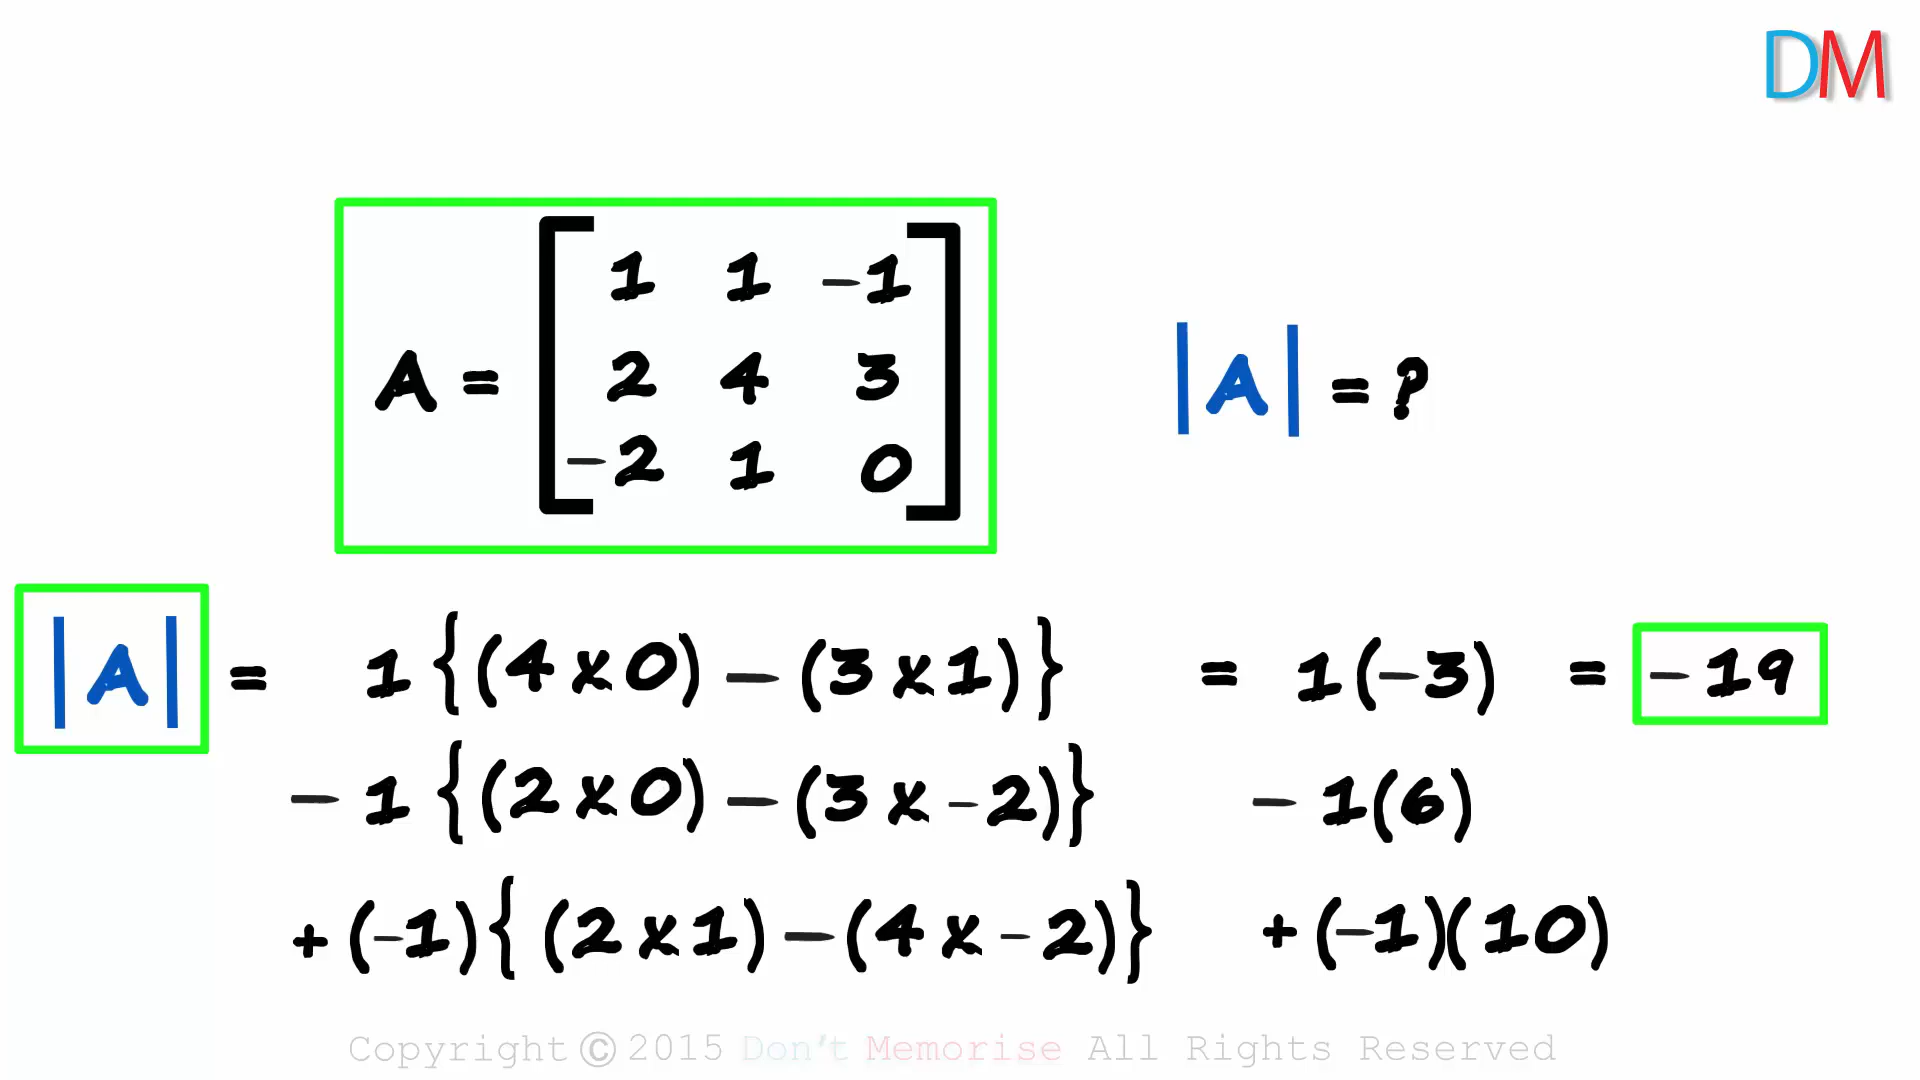 DM
1 1 -1
A = 2 4 3
-2 1 0
|A| = ?
|A| = 1 {(4 x 0) - (3 x 1)} = 1(-3) = -19
- 1 {(2 x 0) - (3 x -2)} - 1(6)
+ (-1) { (2 x 1) - (4 x -2)} + (-1)(10)
Copyright © 2015 Don't Memorise All Rights Reserved